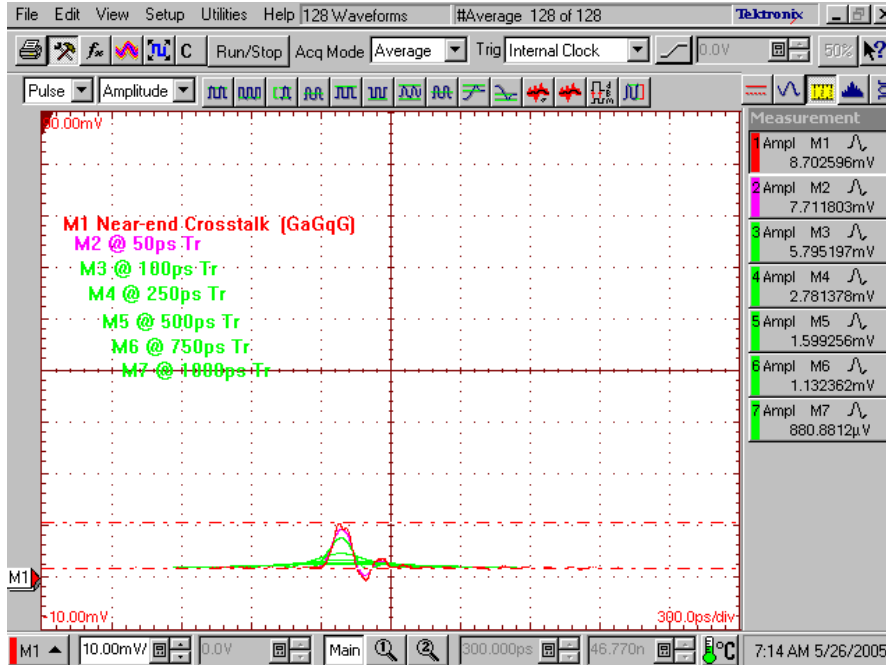 File Edit View Setup Utilities Help 128 Waveforms #Average 128 of 128 Tektronix
C Run/Stop Acq Mode Average Trig Internal Clock 0.0V 50%
Pulse Amplitude
Measurement
1 Ampl M1
8.702596mV
2 Ampl M2
7.711803mV
3 Ampl M3
5.795197mV
4 Ampl M4
2.781378mV
5 Ampl M5
1.599256mV
6 Ampl M6
1.132362mV
7 Ampl M7
880.8812µV
M1 Near-end Crosstalk (GaGqG)
M2 @ 50ps Tr
M3 @ 100ps Tr
M4 @ 250ps Tr
M5 @ 500ps Tr
M6 @ 750ps Tr
M7 @ 1000ps Tr
M1
-10.00mV 300.0ps/div
M1 10.00mV/ 0.0V Main 300.000ps 46.770n °C 7:14 AM 5/26/2005